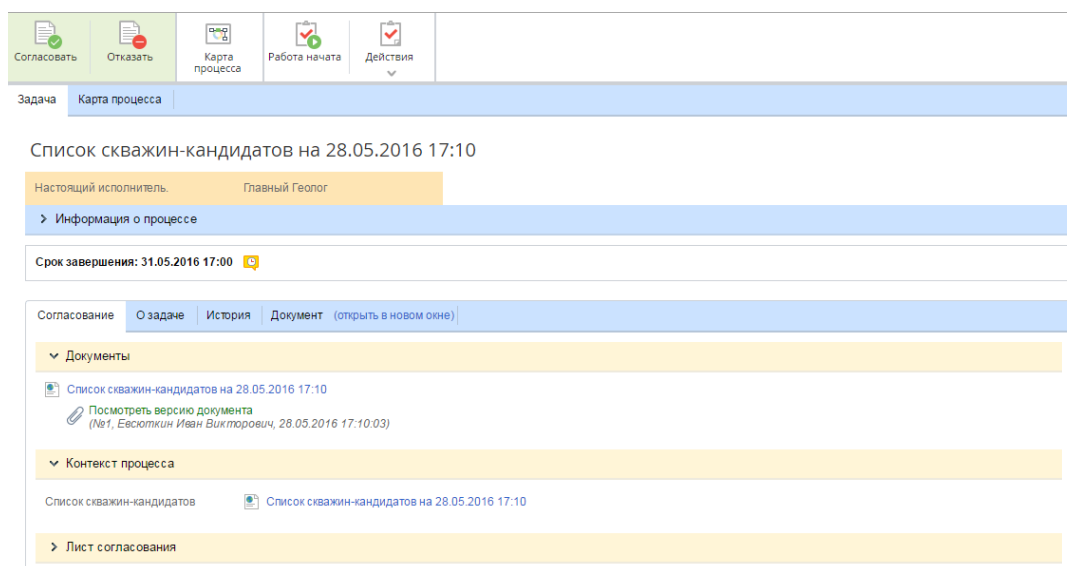 Согласовать Отказать Карта процесса Работа начата Действия
Задача Карта процесса
Список скважин-кандидатов на 28.05.2016 17:10
Настоящий исполнитель. Главный Геолог
Информация о процессе
Срок завершения: 31.05.2016 17:00
Согласование О задаче История Документ (открыть в новом окне)
Документы
Список скважин-кандидатов на 28.05.2016 17:10
Посмотреть версию документа
(№1, Евсюткин Иван Викторович, 28.05.2016 17:10:03)
Контекст процесса
Список скважин-кандидатов Список скважин-кандидатов на 28.05.2016 17:10
Лист согласования